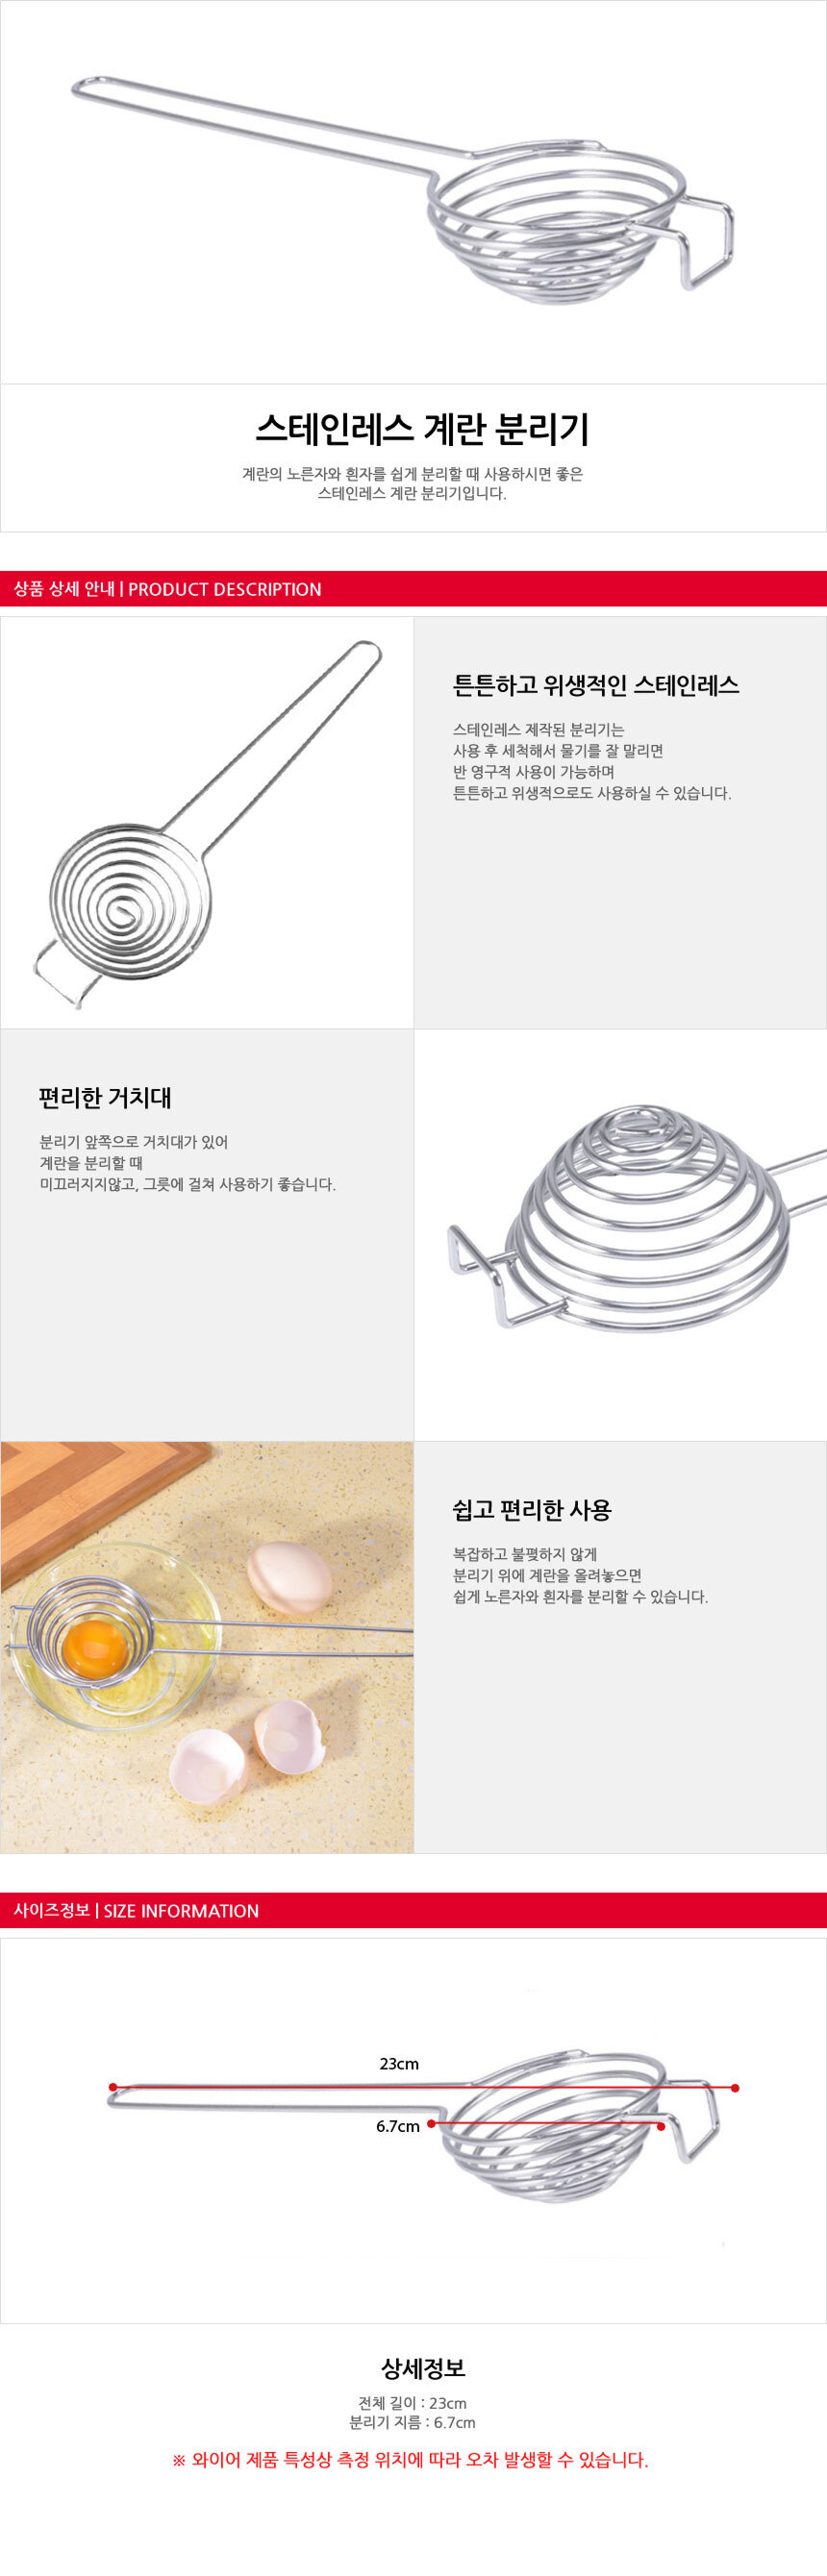 스테인레스 계란 분리기
계란의 노른자와 흰자를 쉽게 분리할 때 사용하시면 좋은
스테인레스 계란 분리기입니다.
상품 상세 안내 | PRODUCT DESCRIPTION
튼튼하고 위생적인 스테인레스
스테인레스 제작된 분리기는
사용 후 세척해서 물기를 잘 말리면
반 영구적 사용이 가능하며
튼튼하고 위생적으로도 사용하실 수 있습니다.
편리한 거치대
분리기 앞쪽으로 거치대가 있어
계란을 분리할 때
미끄러지지않고, 그릇에 걸쳐 사용하기 좋습니다.
쉽고 편리한 사용
복잡하고 불폋하지 않게
분리기 위에 계란을 올려놓으면
쉽게 노른자와 흰자를 분리할 수 있습니다.
사이즈정보 | SIZE INFORMATION
23cm
6.7cm
상세정보
전체 길이 : 23cm
분리기 지름 : 6.7cm
※ 와이어 제품 특성상 측정 위치에 따라 오차 발생할 수 있습니다.